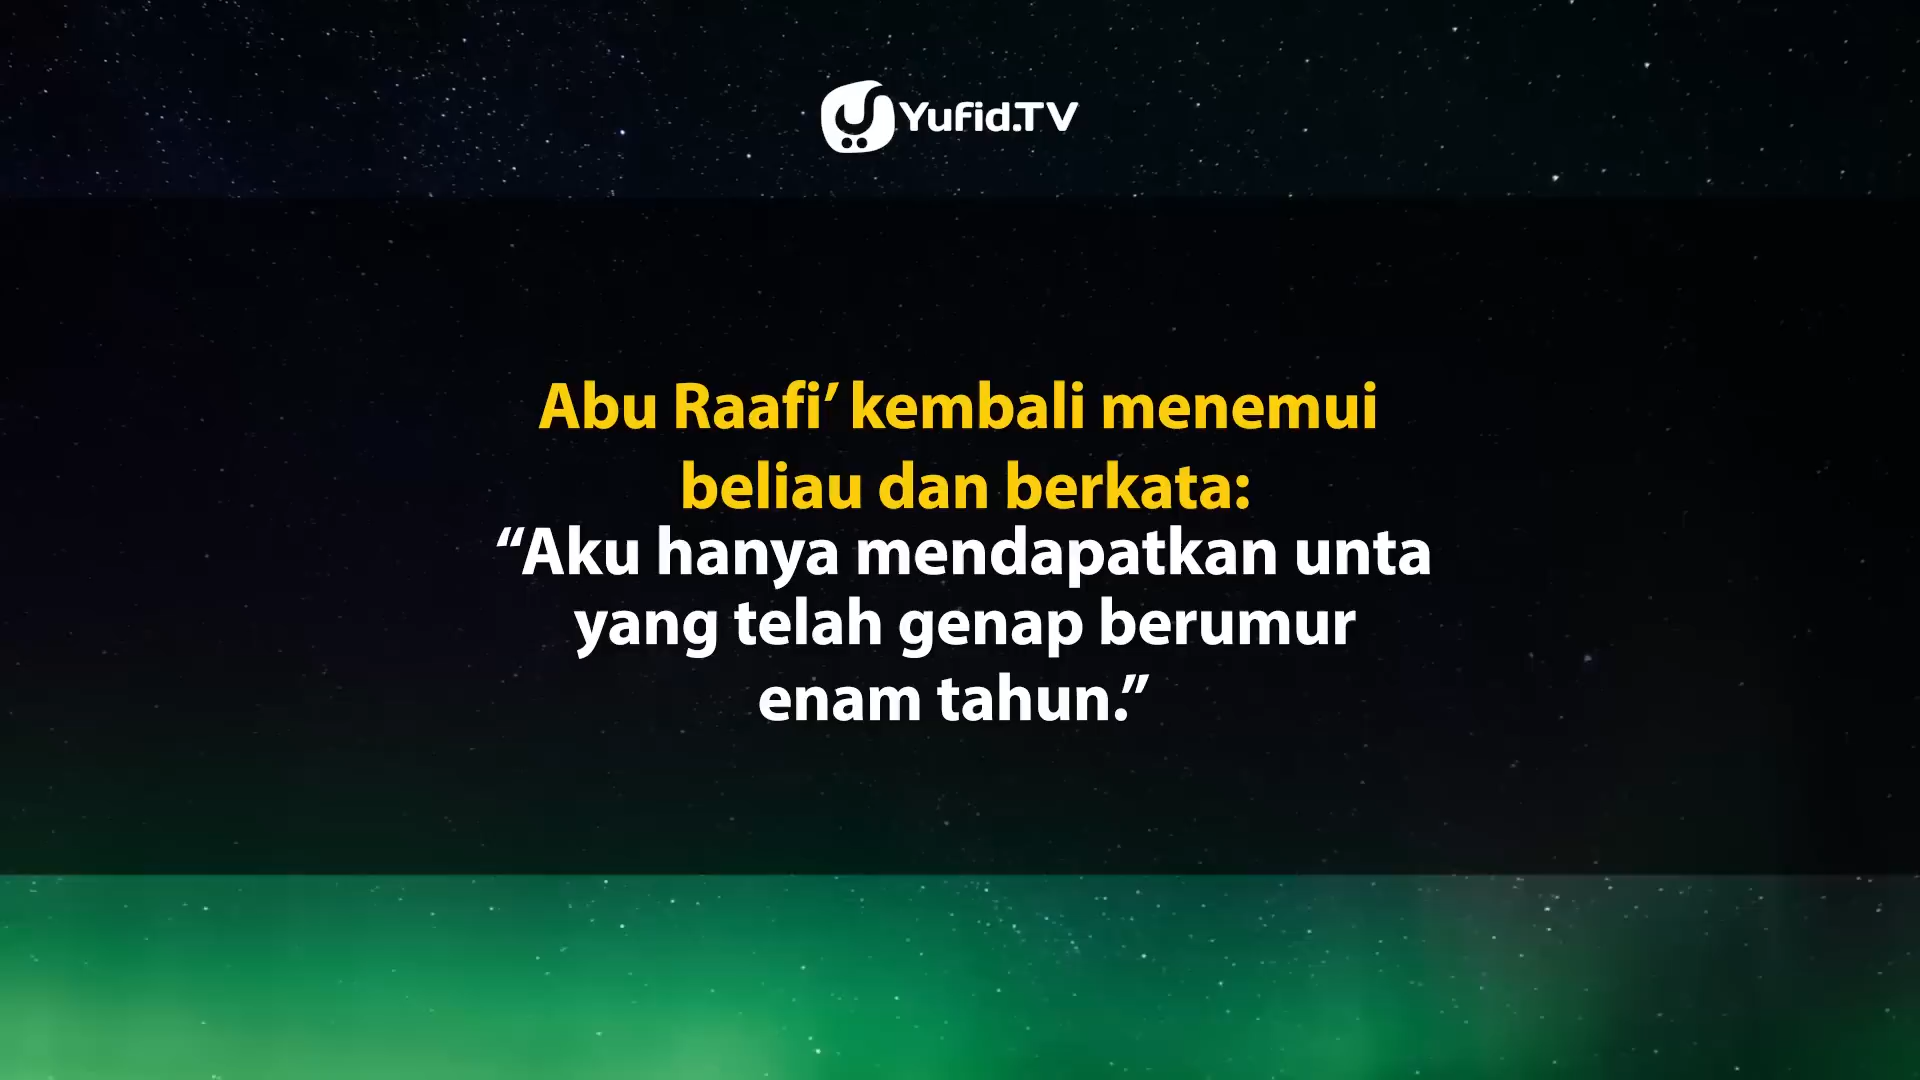 Yufid.TV
Abu Raafi’ kembali menemui
beliau dan berkata:
“Aku hanya mendapatkan unta
yang telah genap berumur
enam tahun.”